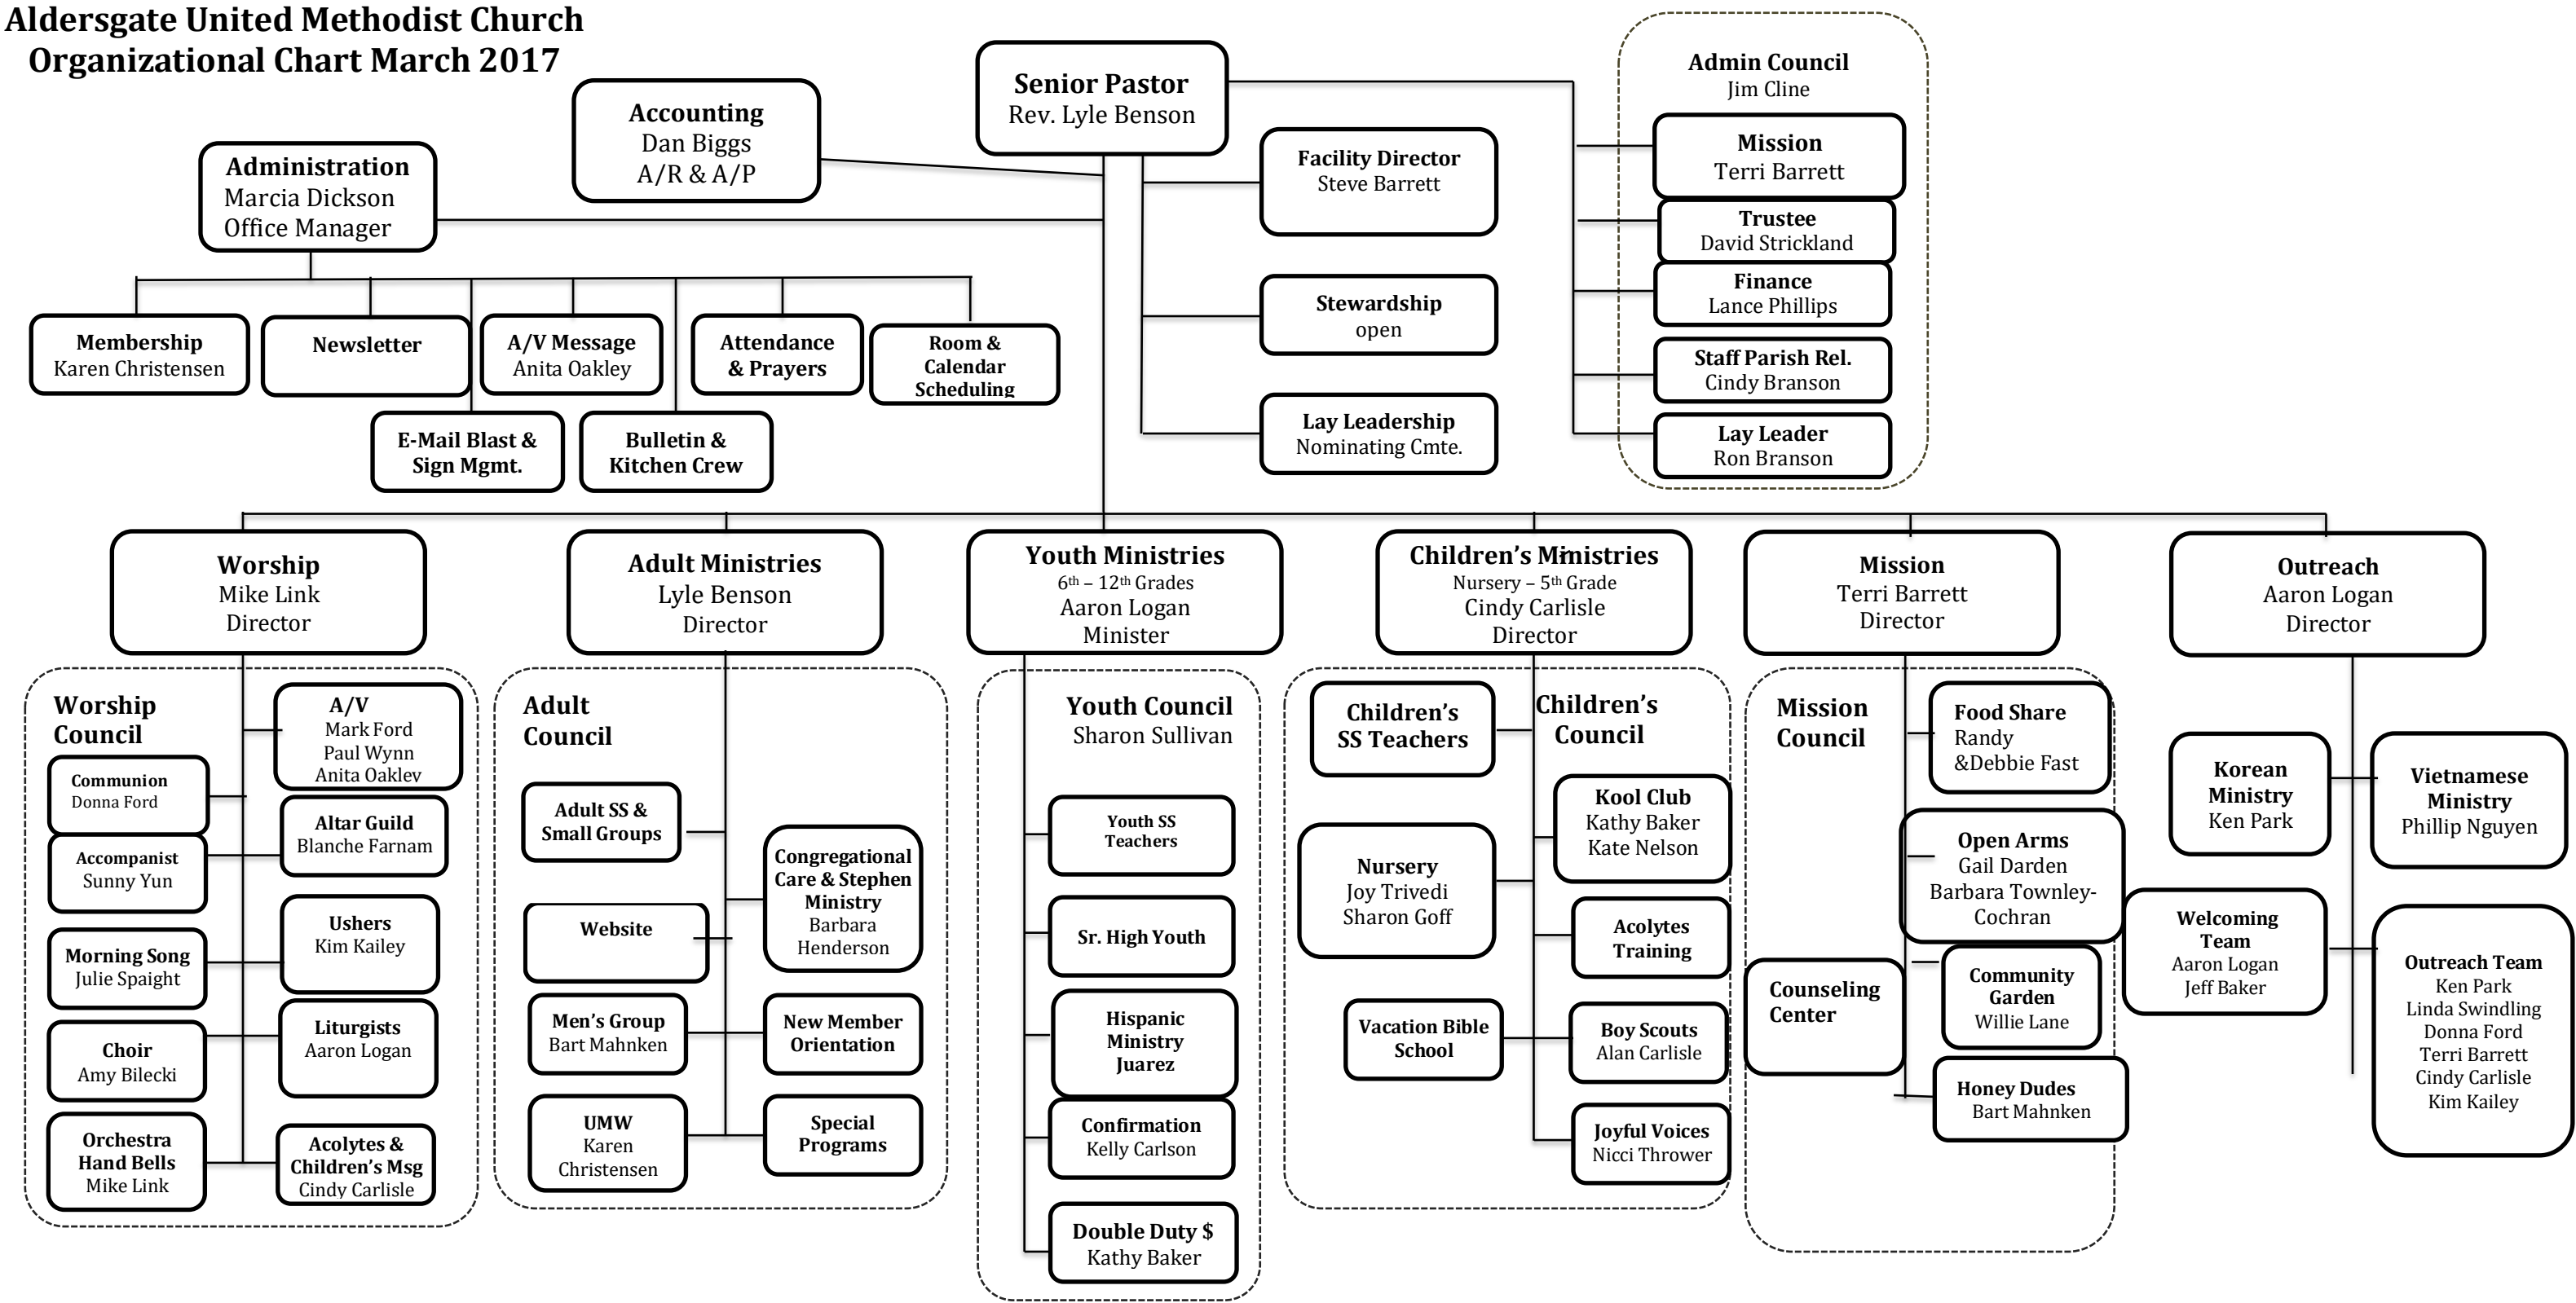 Aldersgate United Methodist Church
Organizational Chart March 2017
Senior Pastor
Rev. Lyle Benson
Accounting
Dan Biggs
A/R & A/P
Administration
Marcia Dickson
Office Manager
Membership
Karen Christensen
Newsletter
A/V Message
Anita Oakley
Attendance
& Prayers
Room &
Calendar
Scheduling
E-Mail Blast &
Sign Mgmt.
Bulletin &
Kitchen Crew
Facility Director
Steve Barrett
Stewardship
open
Lay Leadership
Nominating Cmte.
Admin Council
Jim Cline
Mission
Terri Barrett
Trustee
David Strickland
Finance
Lance Phillips
Staff Parish Rel.
Cindy Branson
Lay Leader
Ron Branson
Worship
Mike Link
Director
Adult Ministries
Lyle Benson
Director
Youth Ministries
6th – 12th Grades
Aaron Logan
Minister
Children's Ministries
Nursery – 5th Grade
Cindy Carlisle
Director
Mission
Terri Barrett
Director
Outreach
Aaron Logan
Director
Worship
Council
A/V
Mark Ford
Paul Wynn
Anita Oakley
Communion
Donna Ford
Altar Guild
Blanche Farnam
Accompanist
Sunny Yun
Ushers
Kim Kailey
Morning Song
Julie Spaight
Liturgists
Aaron Logan
Choir
Amy Bilecki
Orchestra
Hand Bells
Mike Link
Acolytes &
Children's Msg
Cindy Carlisle
Adult
Council
Adult SS &
Small Groups
Congregational
Care & Stephen
Ministry
Barbara
Henderson
Website
Men's Group
Bart Mahnken
New Member
Orientation
UMW
Karen
Christensen
Special
Programs
Youth Council
Sharon Sullivan
Youth SS
Teachers
Sr. High Youth
Hispanic
Ministry
Juarez
Confirmation
Kelly Carlson
Double Duty $
Kathy Baker
Children's
SS Teachers
Children's
Council
Kool Club
Kathy Baker
Kate Nelson
Nursery
Joy Trivedi
Sharon Goff
Acolytes
Training
Vacation Bible
School
Boy Scouts
Alan Carlisle
Joyful Voices
Nicci Thrower
Mission
Council
Food Share
Randy
&Debbie Fast
Open Arms
Gail Darden
Barbara Townley-
Cochran
Counseling
Center
Community
Garden
Willie Lane
Honey Dudes
Bart Mahnken
Korean
Ministry
Ken Park
Vietnamese
Ministry
Phillip Nguyen
Welcoming
Team
Aaron Logan
Jeff Baker
Outreach Team
Ken Park
Linda Swindling
Donna Ford
Terri Barrett
Cindy Carlisle
Kim Kailey